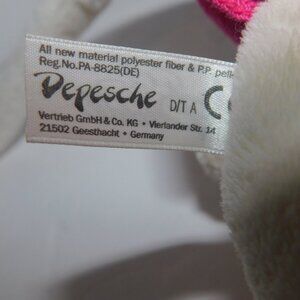 All new material polyester fiber & P.P. pell
Reg.No.PA-8825(DE)
Depesche D/T A CE
Vertrieb GmbH & Co. KG • Vierlander Str. 14
21502 Geesthacht • Germany